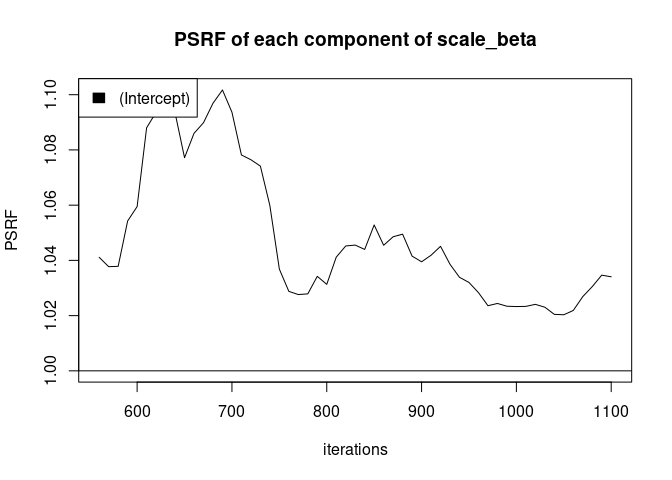 PSRF of each component of scale_beta
(Intercept)
PSRF
1.10
1.08
1.06
1.04
1.02
1.00
600 700 800 900 1000 1100
iterations